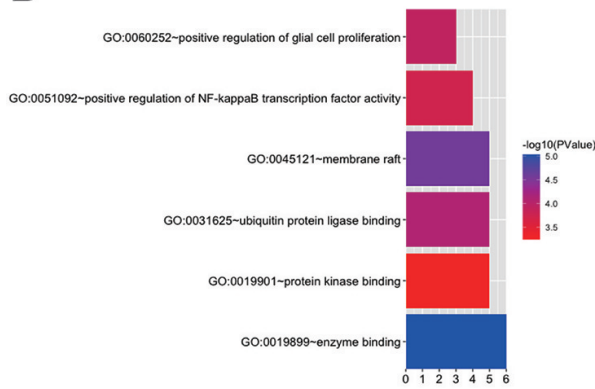 GO:0060252~positive regulation of glial cell proliferation
GO:0051092~positive regulation of NF-kappaB transcription factor activity
GO:0045121~membrane raft
GO:0031625~ubiquitin protein ligase binding
GO:0019901~protein kinase binding
GO:0019899~enzyme binding
0 1 2 3 4 5 6
-log10(PValue)
5.0
4.5
4.0
3.5